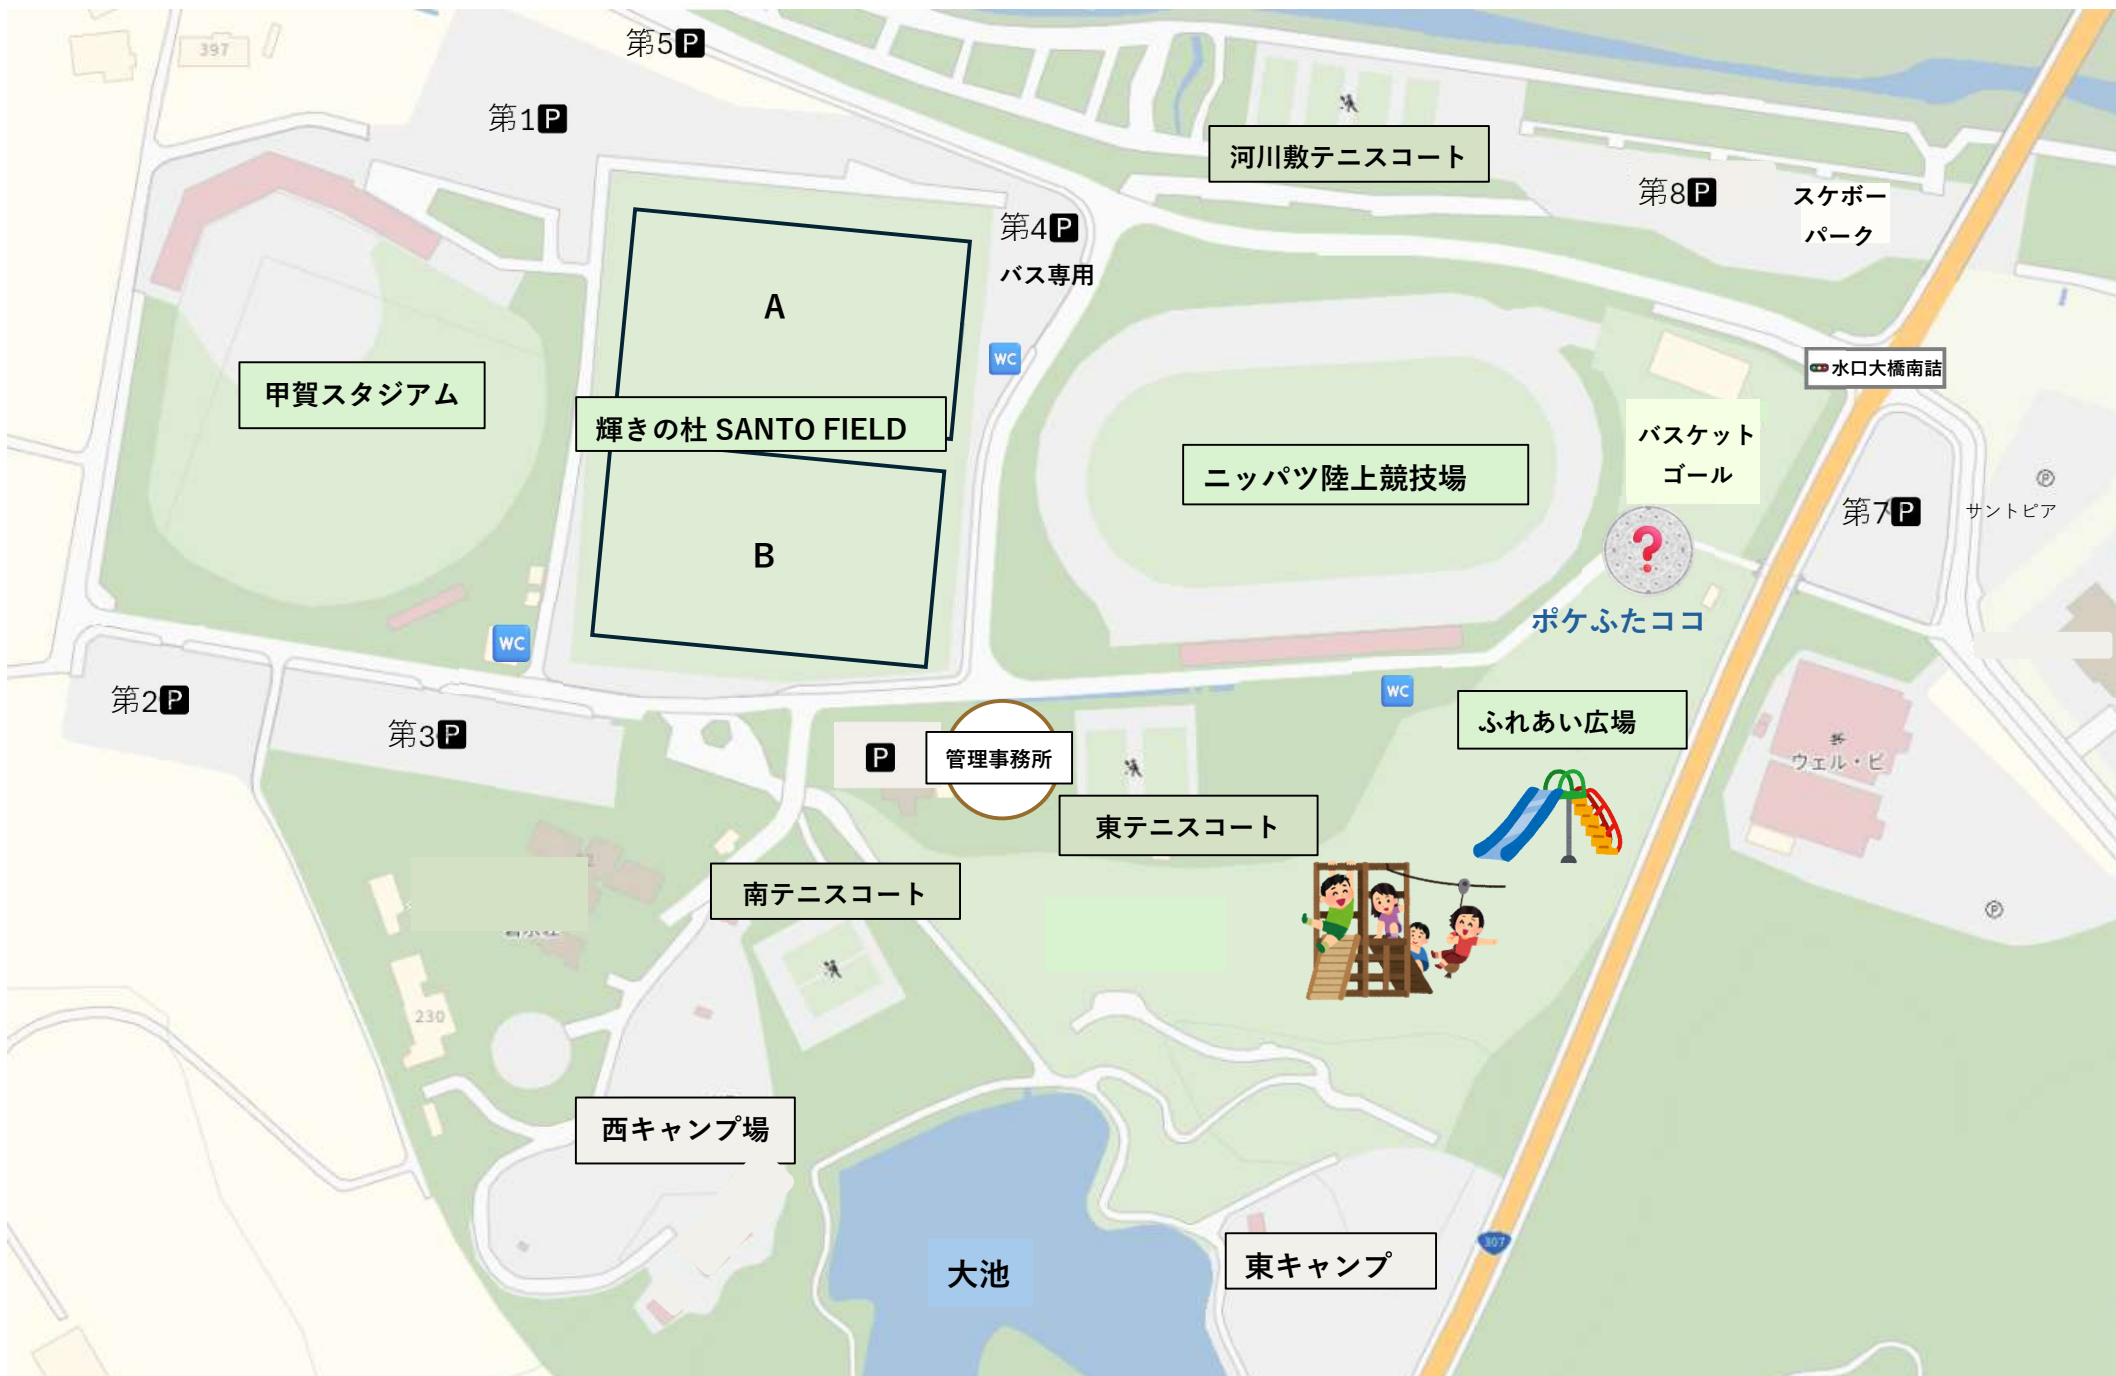 397
第5P
第1P
河川敷テニスコート
第8P
スケボー
パーク
第4P
バス専用
A
WC
水口大橋南詰
甲賀スタジアム
輝きの杜 SANTO FIELD
ニッパツ陸上競技場
バスケット
ゴール
第7P
サントピア
B
ポケふたココ
WC
第2P
第3P
WC
ふれあい広場
P
管理事務所
ウェル・ビ
東テニスコート
南テニスコート
230
西キャンプ場
307
東キャンプ
大池